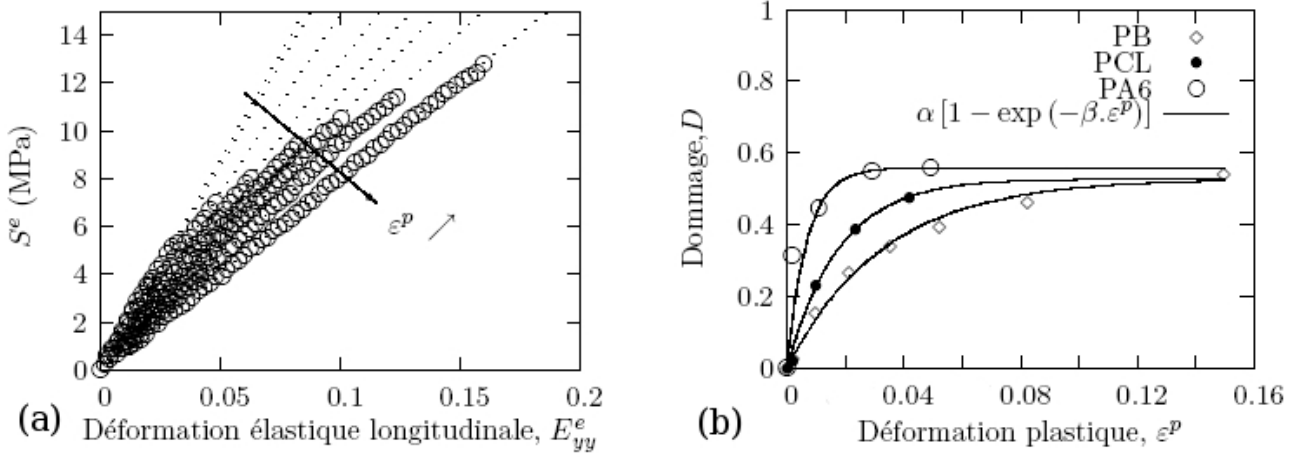 14
12
10
8
6
4
2
0
S^e (MPa)
ε^p ↗
0 0.05 0.1 0.15 0.2
(a) Déformation élastique longitudinale, E^e_yy
1
0.8
0.6
0.4
0.2
0
Dommage, D
PB
PCL
PA6
α [1 − exp (−β.ε^p)]
0 0.04 0.08 0.12 0.16
(b) Déformation plastique, ε^p